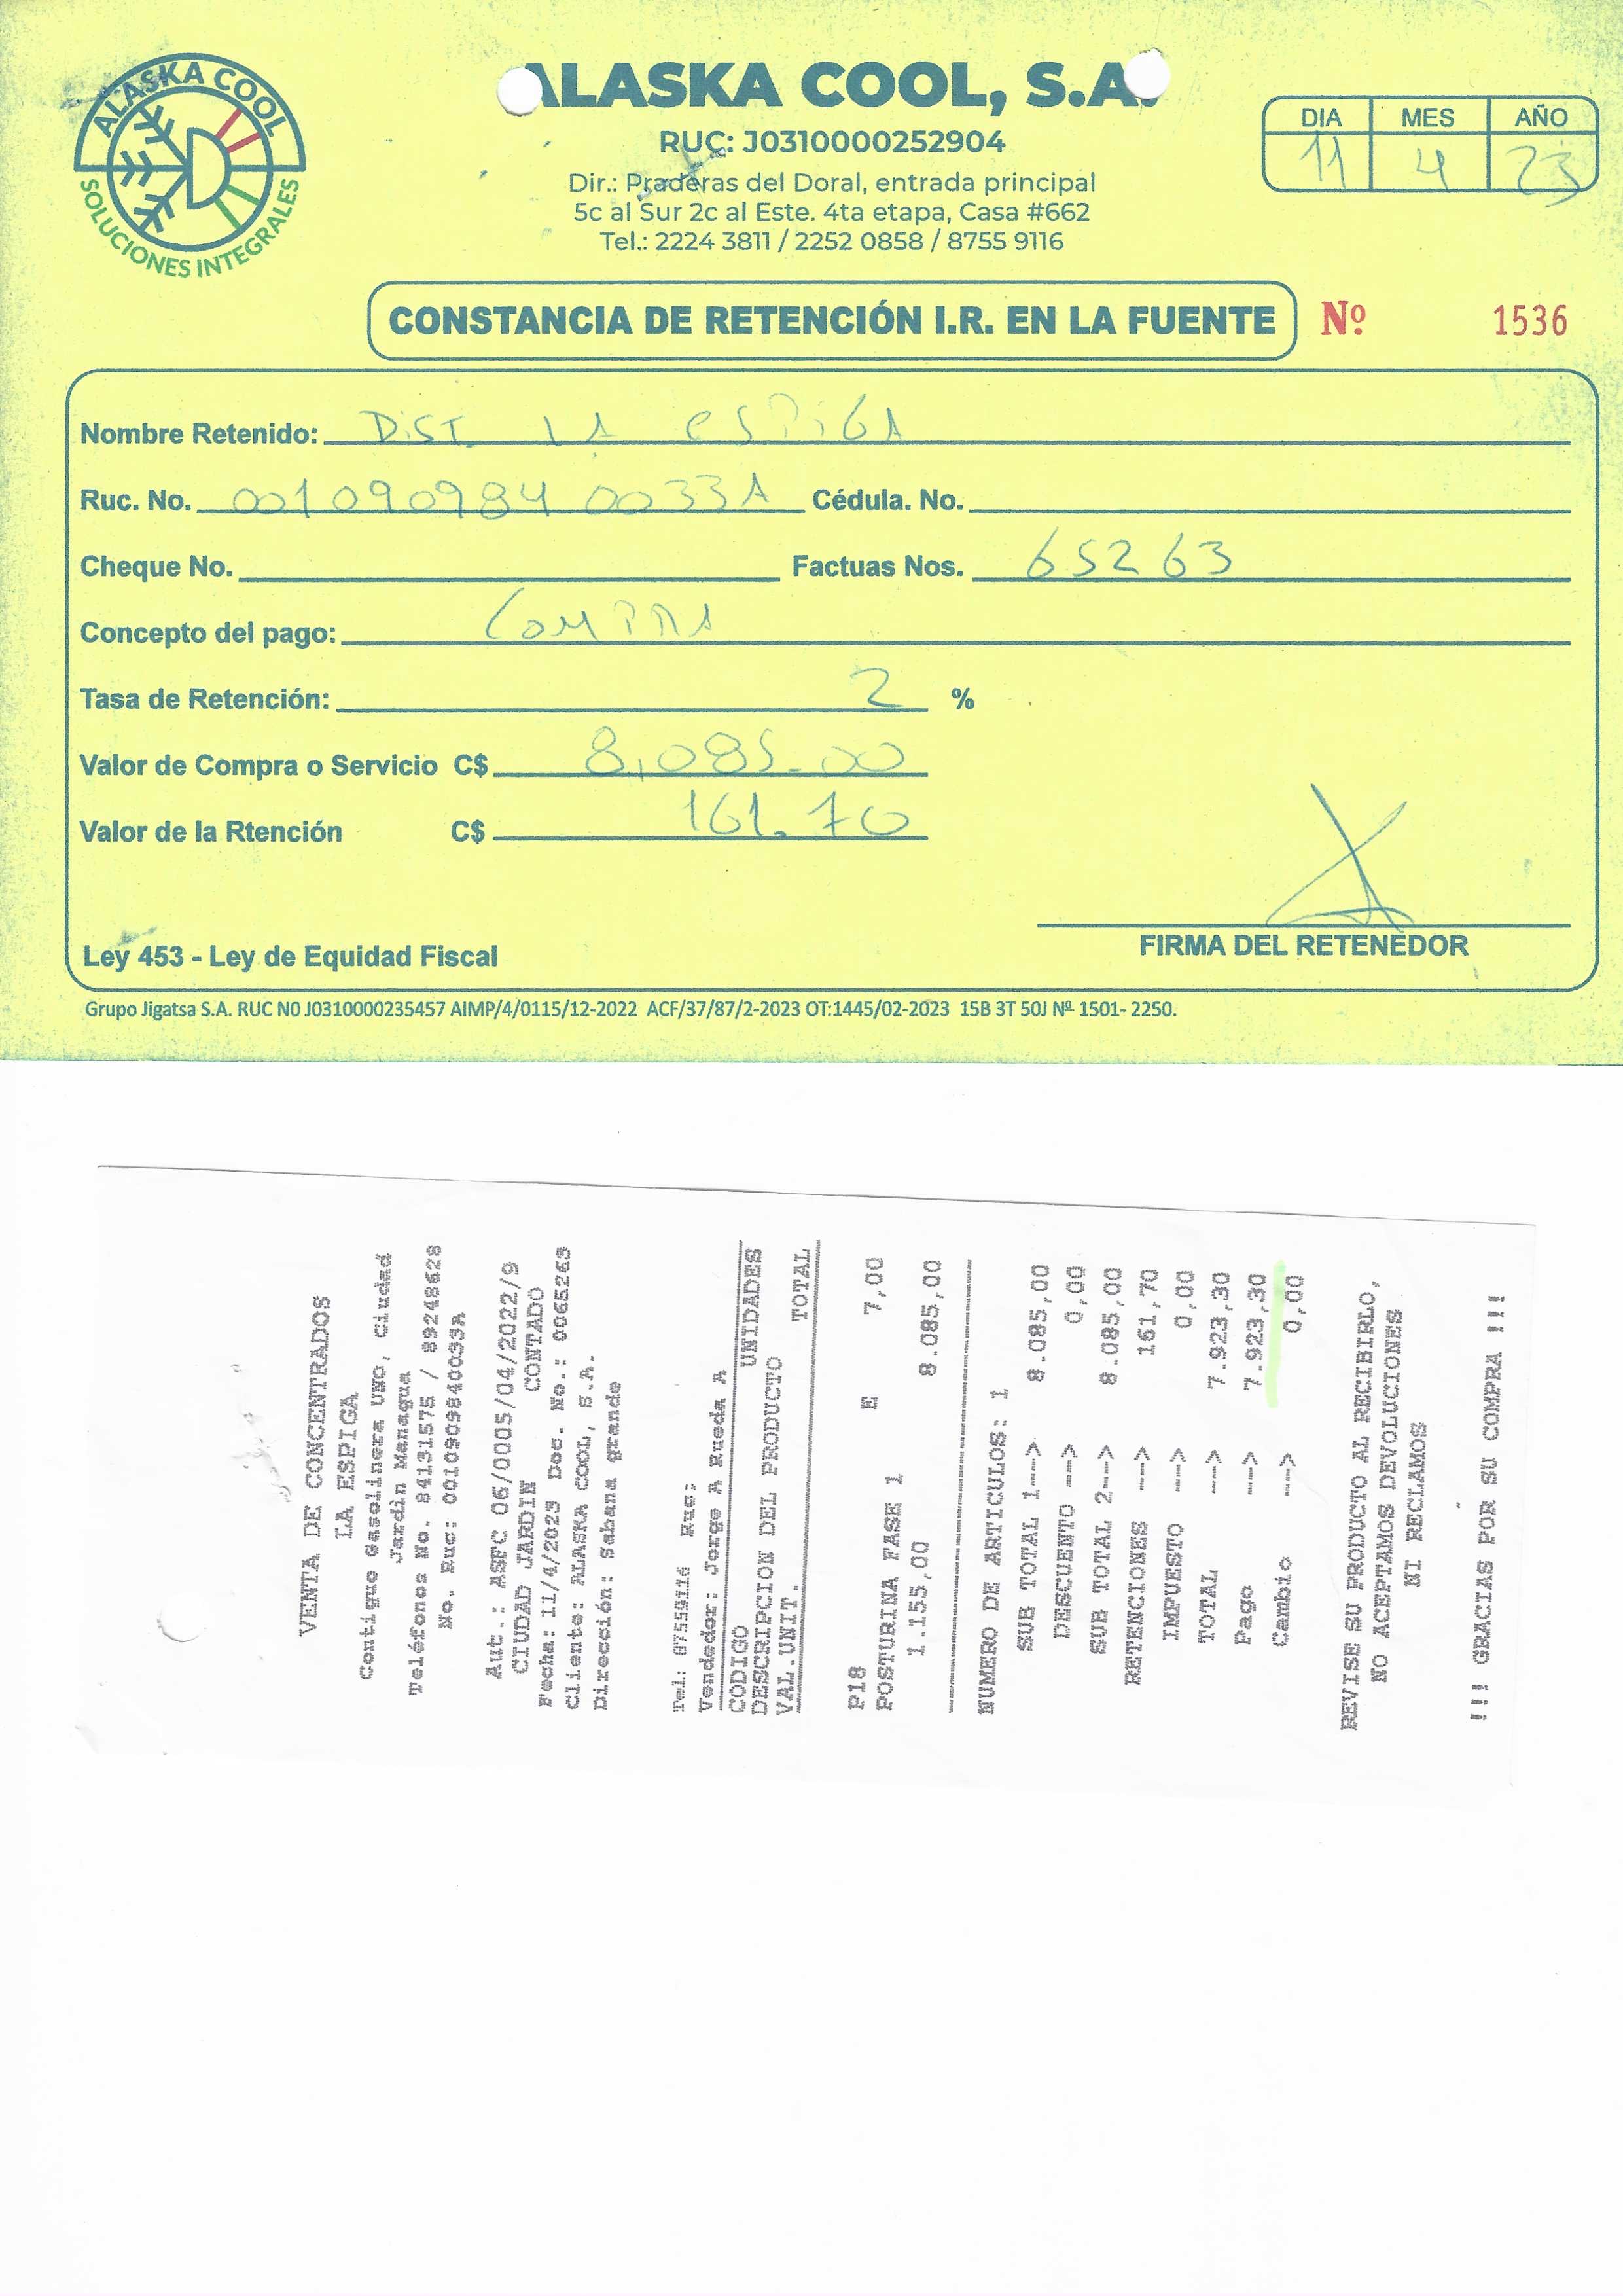 ALASKA COOL
SOLUCIONES INTEGRALES
ALASKA COOL, S.A.
RUC: J0310000252904
Dir.: Praderas del Doral, entrada principal
5c al Sur 2c al Este. 4ta etapa, Casa #662
Tel.: 2224 3811 / 2252 0858 / 8755 9116
DIA MES AÑO
11 4 23
CONSTANCIA DE RETENCIÓN I.R. EN LA FUENTE Nº 1536
Nombre Retenido: DIST. LA ESPIGA
Ruc. No. 0010909840033A Cédula. No.
Cheque No. Factuas Nos. 65263
Concepto del pago: COMPRA
Tasa de Retención: 2 %
Valor de Compra o Servicio C$ 8,085.00
Valor de la Rtención C$ 161.70
Ley 453 - Ley de Equidad Fiscal
FIRMA DEL RETENEDOR
Grupo Jigatsa S.A. RUC N0 J0310000235457 AIMP/4/0115/12-2022 ACF/37/87/2-2023 OT:1445/02-2023 15B 3T 50J Nº 1501- 2250.
VENTA DE CONCENTRADOS
LA ESPIGA
Contigue Gasolinera UNO, Ciudad
Jardín Managua
Teléfonos No. 84131575 / 89248628
No. Ruc: 0010909840033A
Aut.: ASFC 06/0005/04/2022/9
CIUDAD JARDIN CONTADO
Fecha: 11/4/2023 Doc. No.: 0065263
Cliente: ALASKA COOL, S.A.
Dirección: Sabana grande
Tel.: 87559116 Ruc:
Vendedor: Jorge A Rueda A
CODIGO UNIDADES
DESCRIPCION DEL PRODUCTO
VAL.UNIT. TOTAL
P18 E 7,00
POSTURINA FASE 1
1.155,00 8.085,00
NUMERO DE ARTICULOS: 1
SUB TOTAL 1--> 8.085,00
DESCUENTO --> 0,00
SUB TOTAL 2--> 8.085,00
RETENCIONES --> 161,70
IMPUESTO --> 0,00
TOTAL --> 7.923,30
Pago --> 7.923,30
Cambio --> 0,00
REVISE SU PRODUCTO AL RECIBIRLO,
NO ACEPTAMOS DEVOLUCIONES
NI RECLAMOS
!!! GRACIAS POR SU COMPRA !!!